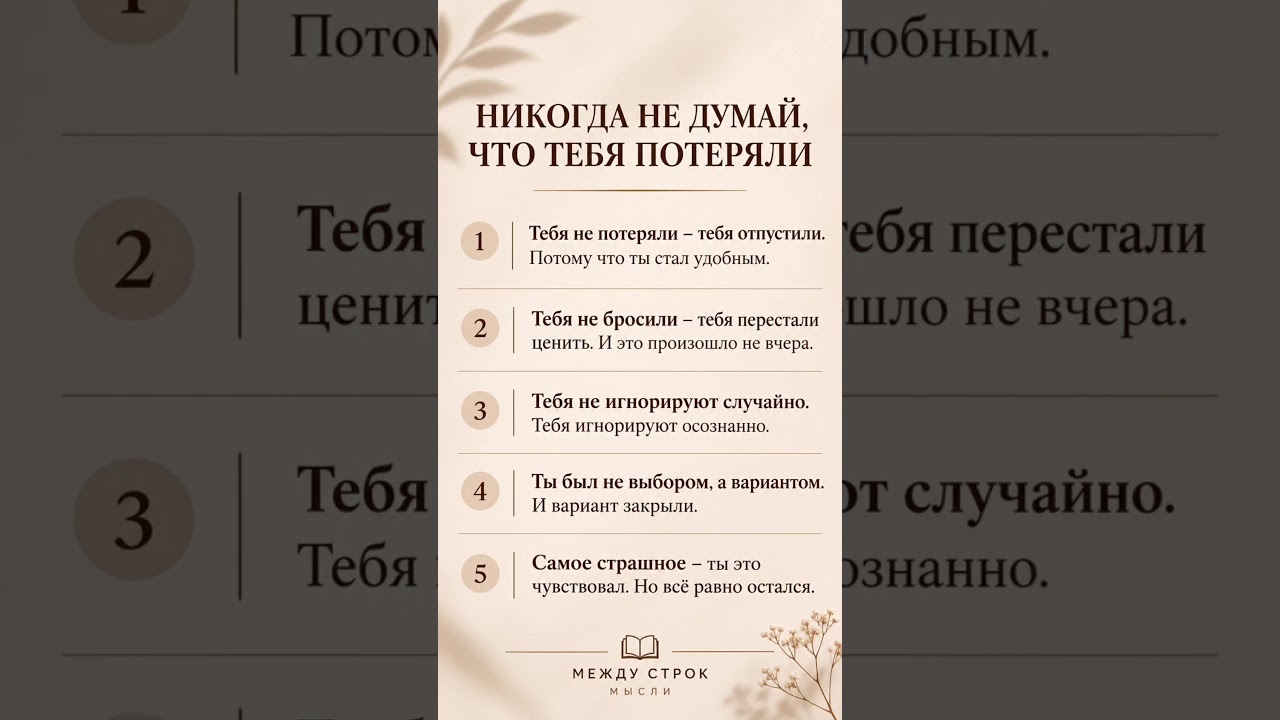 НИКОГДА НЕ ДУМАЙ,
ЧТО ТЕБЯ ПОТЕРЯЛИ
1
Тебя не потеряли – тебя отпустили.
Потому что ты стал удобным.
2
Тебя не бросили – тебя перестали
ценить. И это произошло не вчера.
3
Тебя не игнорируют случайно.
Тебя игнорируют осознанно.
4
Ты был не выбором, а вариантом.
И вариант закрыли.
5
Самое страшное – ты это
чувствовал. Но всё равно остался.
МЕЖДУ СТРОК
МЫСЛИ